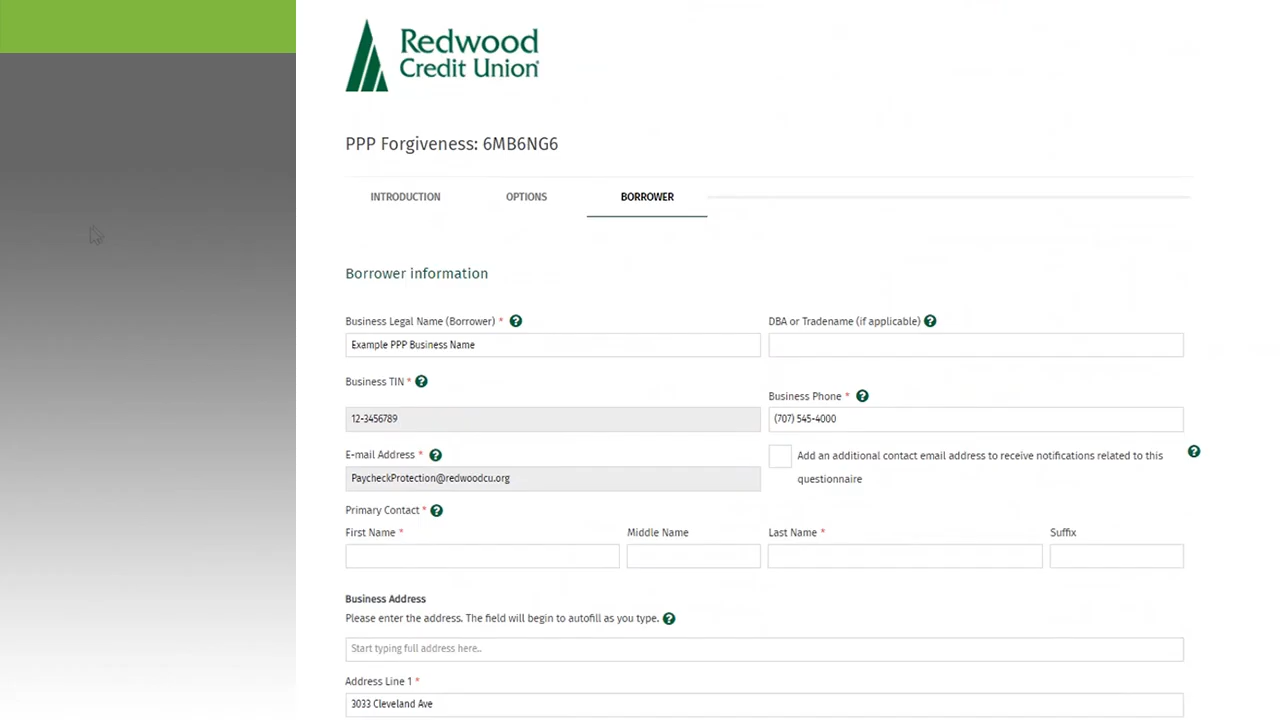 Redwood
Credit Union
PPP Forgiveness: 6MB6NG6
INTRODUCTION OPTIONS BORROWER
Borrower information
Business Legal Name (Borrower) * ? DBA or Tradename (if applicable) ?
Example PPP Business Name
Business TIN * ?
Business Phone * ?
12-3456789 (707) 545-4000
E-mail Address * ? Add an additional contact email address to receive notifications related to this ?
questionnaire
PaycheckProtection@redwoodcu.org
Primary Contact * ?
First Name * Middle Name Last Name * Suffix
Business Address
Please enter the address. The field will begin to autofill as you type. ?
Start typing full address here..
Address Line 1 *
3033 Cleveland Ave